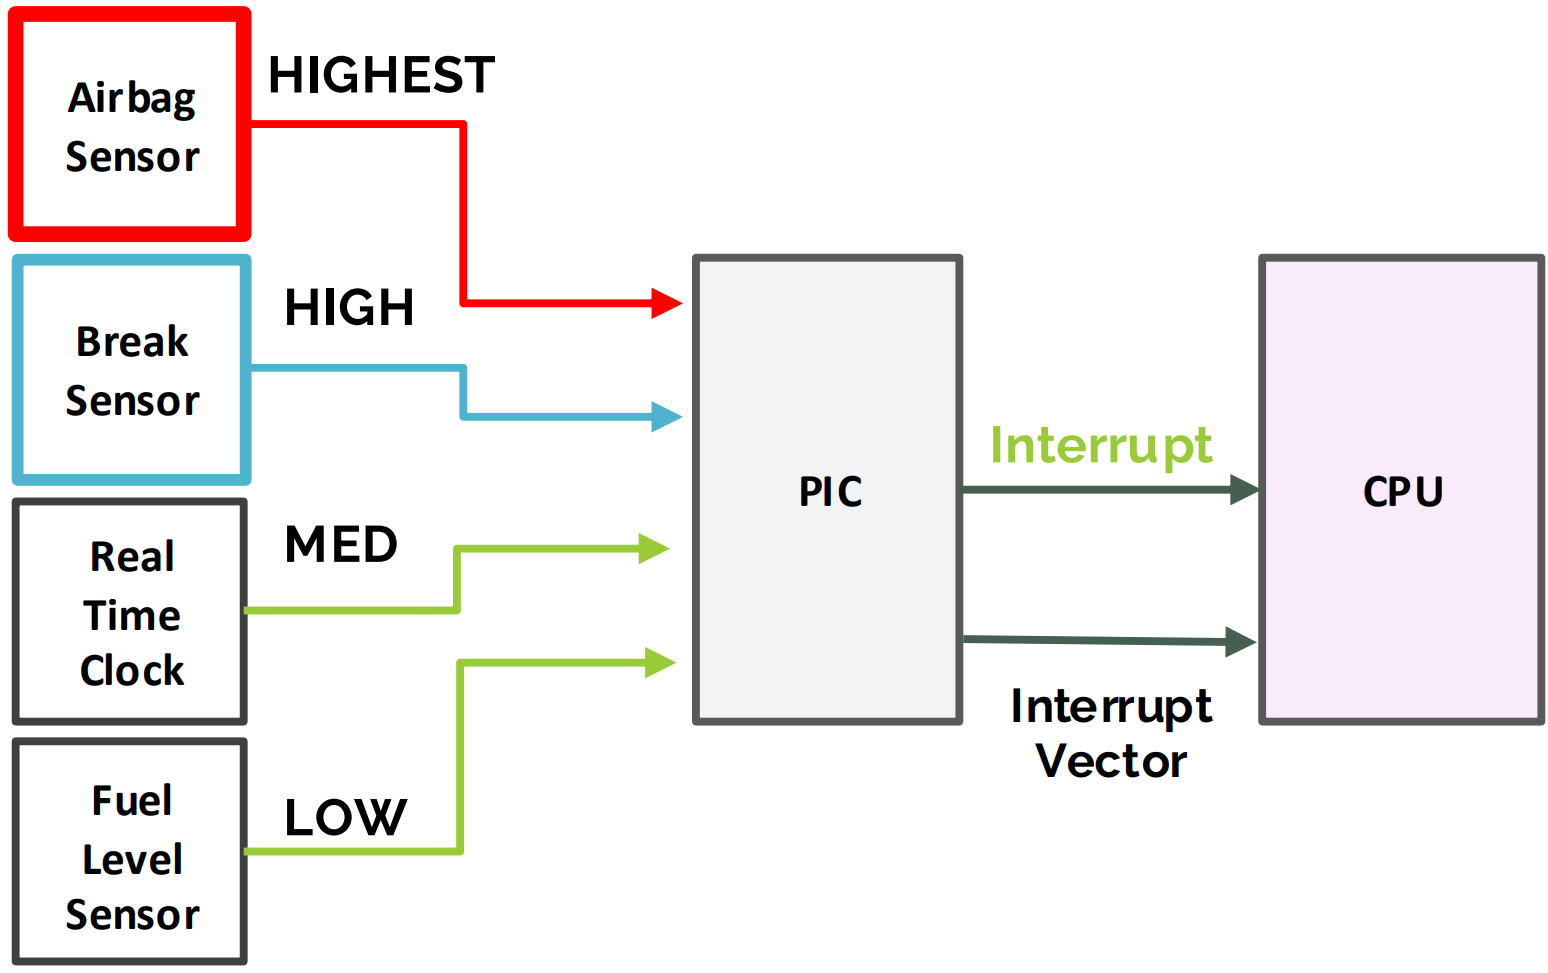 Airbag
Sensor
HIGHEST
Break
Sensor
HIGH
Real
Time
Clock
MED
Fuel
Level
Sensor
LOW
PIC
Interrupt
Interrupt
Vector
CPU